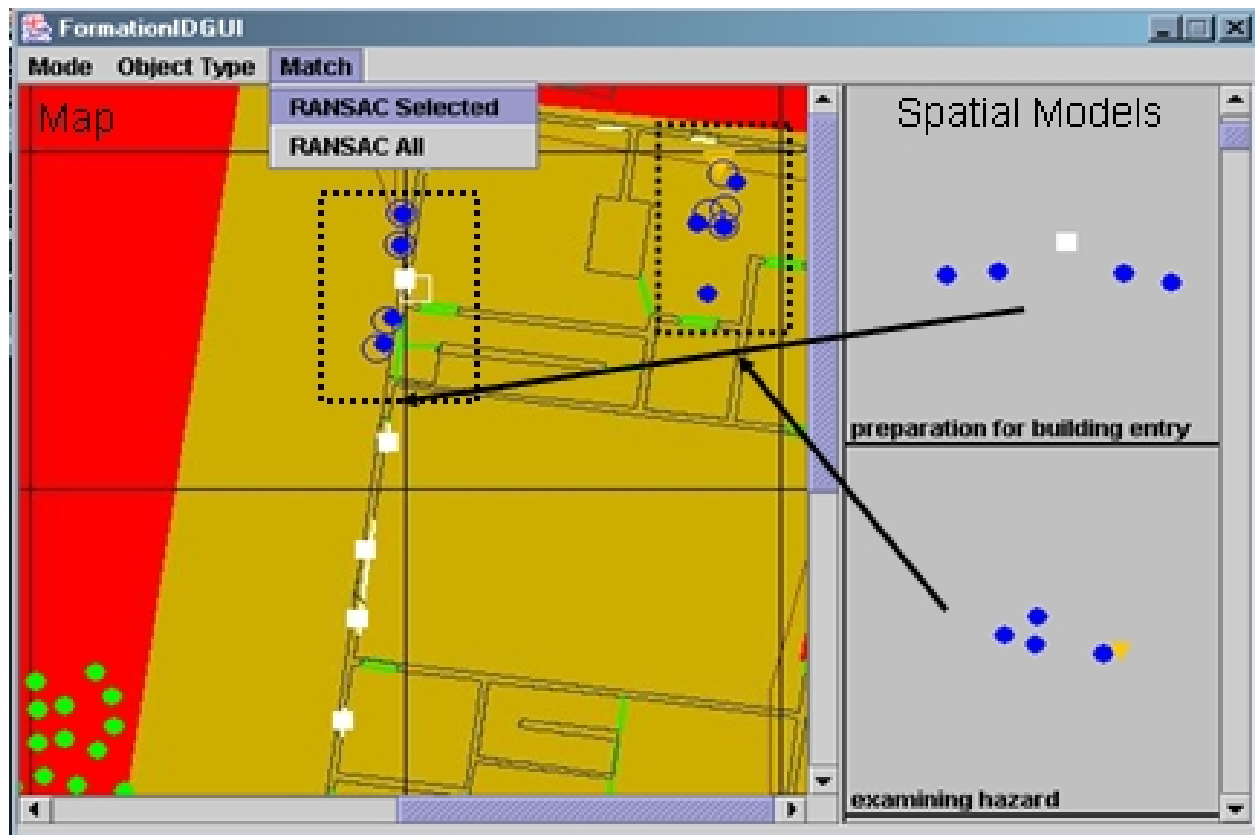 FormationIDGUI
Mode Object Type Match
RANSAC Selected
RANSAC All
Map
Spatial Models
preparation for building entry
examining hazard